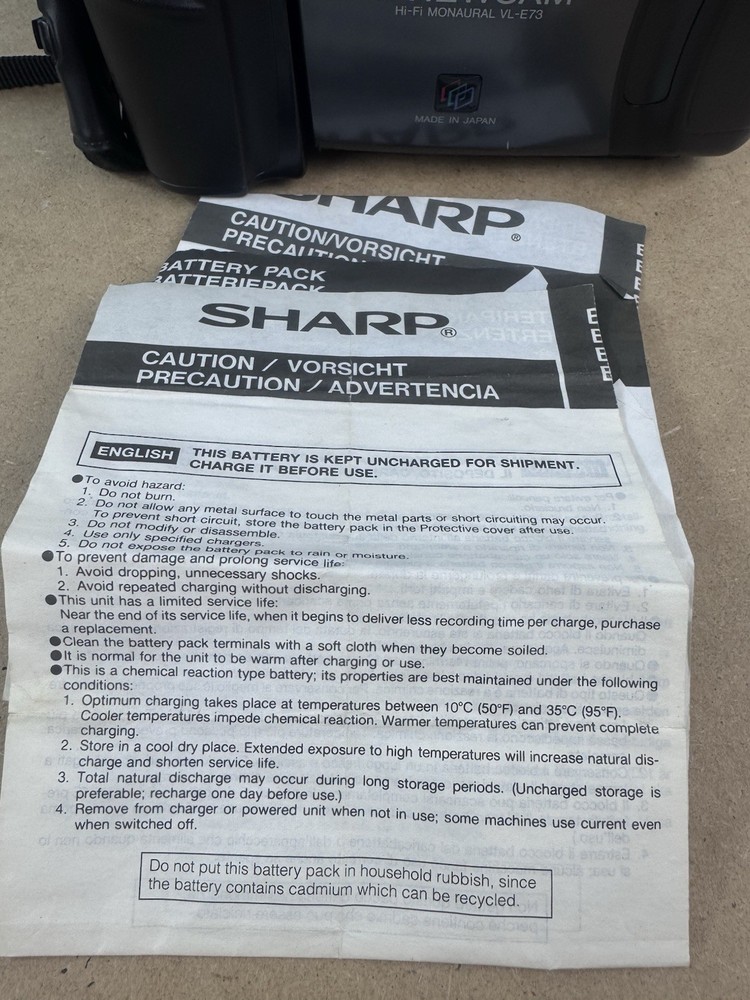 Hi-Fi MONAURAL VL-E73
MADE IN JAPAN
SHARP®
CAUTION/VORSICHT
BATTERY PACK
BATTERIEPACK
SHARP®
CAUTION / VORSICHT
PRECAUTION / ADVERTENCIA
E
E
E
E
ENGLISH THIS BATTERY IS KEPT UNCHARGED FOR SHIPMENT.
CHARGE IT BEFORE USE.
●To avoid hazard:
1. Do not burn.
2. Do not allow any metal surface to touch the metal parts or short circuiting may occur.
To prevent short circuit, store the battery pack in the Protective cover after use.
3. Do not modify or disassemble.
4. Use only specified chargers.
5. Do not expose the battery pack to rain or moisture.
●To prevent damage and prolong service life:
1. Avoid dropping, unnecessary shocks.
2. Avoid repeated charging without discharging.
●This unit has a limited service life:
Near the end of its service life, when it begins to deliver less recording time per charge, purchase
a replacement.
●Clean the battery pack terminals with a soft cloth when they become soiled.
●It is normal for the unit to be warm after charging or use.
●This is a chemical reaction type battery; its properties are best maintained under the following
conditions:
1. Optimum charging takes place at temperatures between 10°C (50°F) and 35°C (95°F).
Cooler temperatures impede chemical reaction. Warmer temperatures can prevent complete
charging.
2. Store in a cool dry place. Extended exposure to high temperatures will increase natural dis-
charge and shorten service life.
3. Total natural discharge may occur during long storage periods. (Uncharged storage is
preferable; recharge one day before use.)
4. Remove from charger or powered unit when not in use; some machines use current even
when switched off.
Do not put this battery pack in household rubbish, since
the battery contains cadmium which can be recycled.